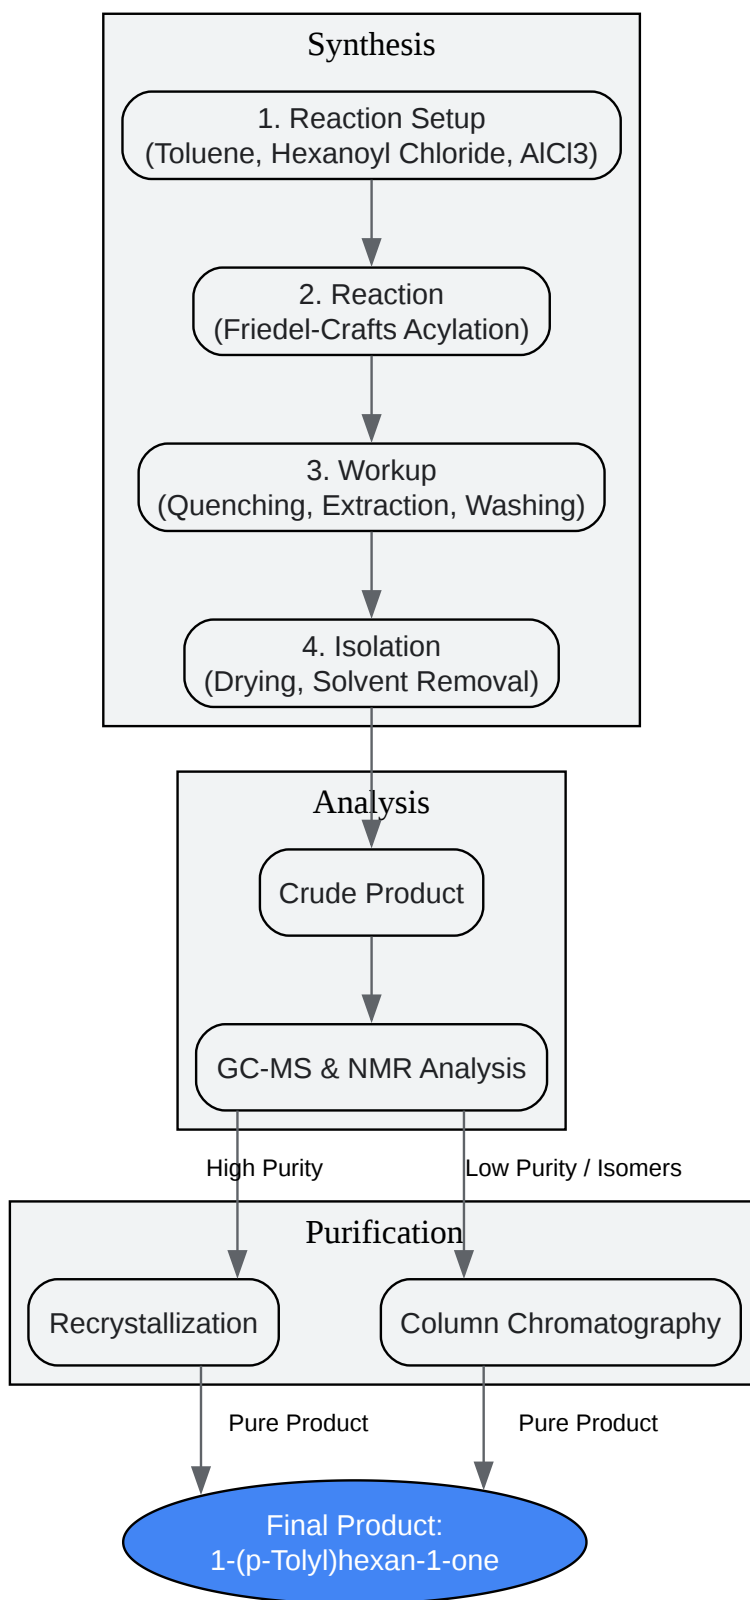 Synthesis
1. Reaction Setup
(Toluene, Hexanoyl Chloride, AlCl3)
2. Reaction
(Friedel-Crafts Acylation)
3. Workup
(Quenching, Extraction, Washing)
4. Isolation
(Drying, Solvent Removal)
Analysis
Crude Product
GC-MS & NMR Analysis
High Purity
Low Purity / Isomers
Purification
Recrystallization
Column Chromatography
Pure Product
Pure Product
Final Product:
1-(p-Tolyl)hexan-1-one